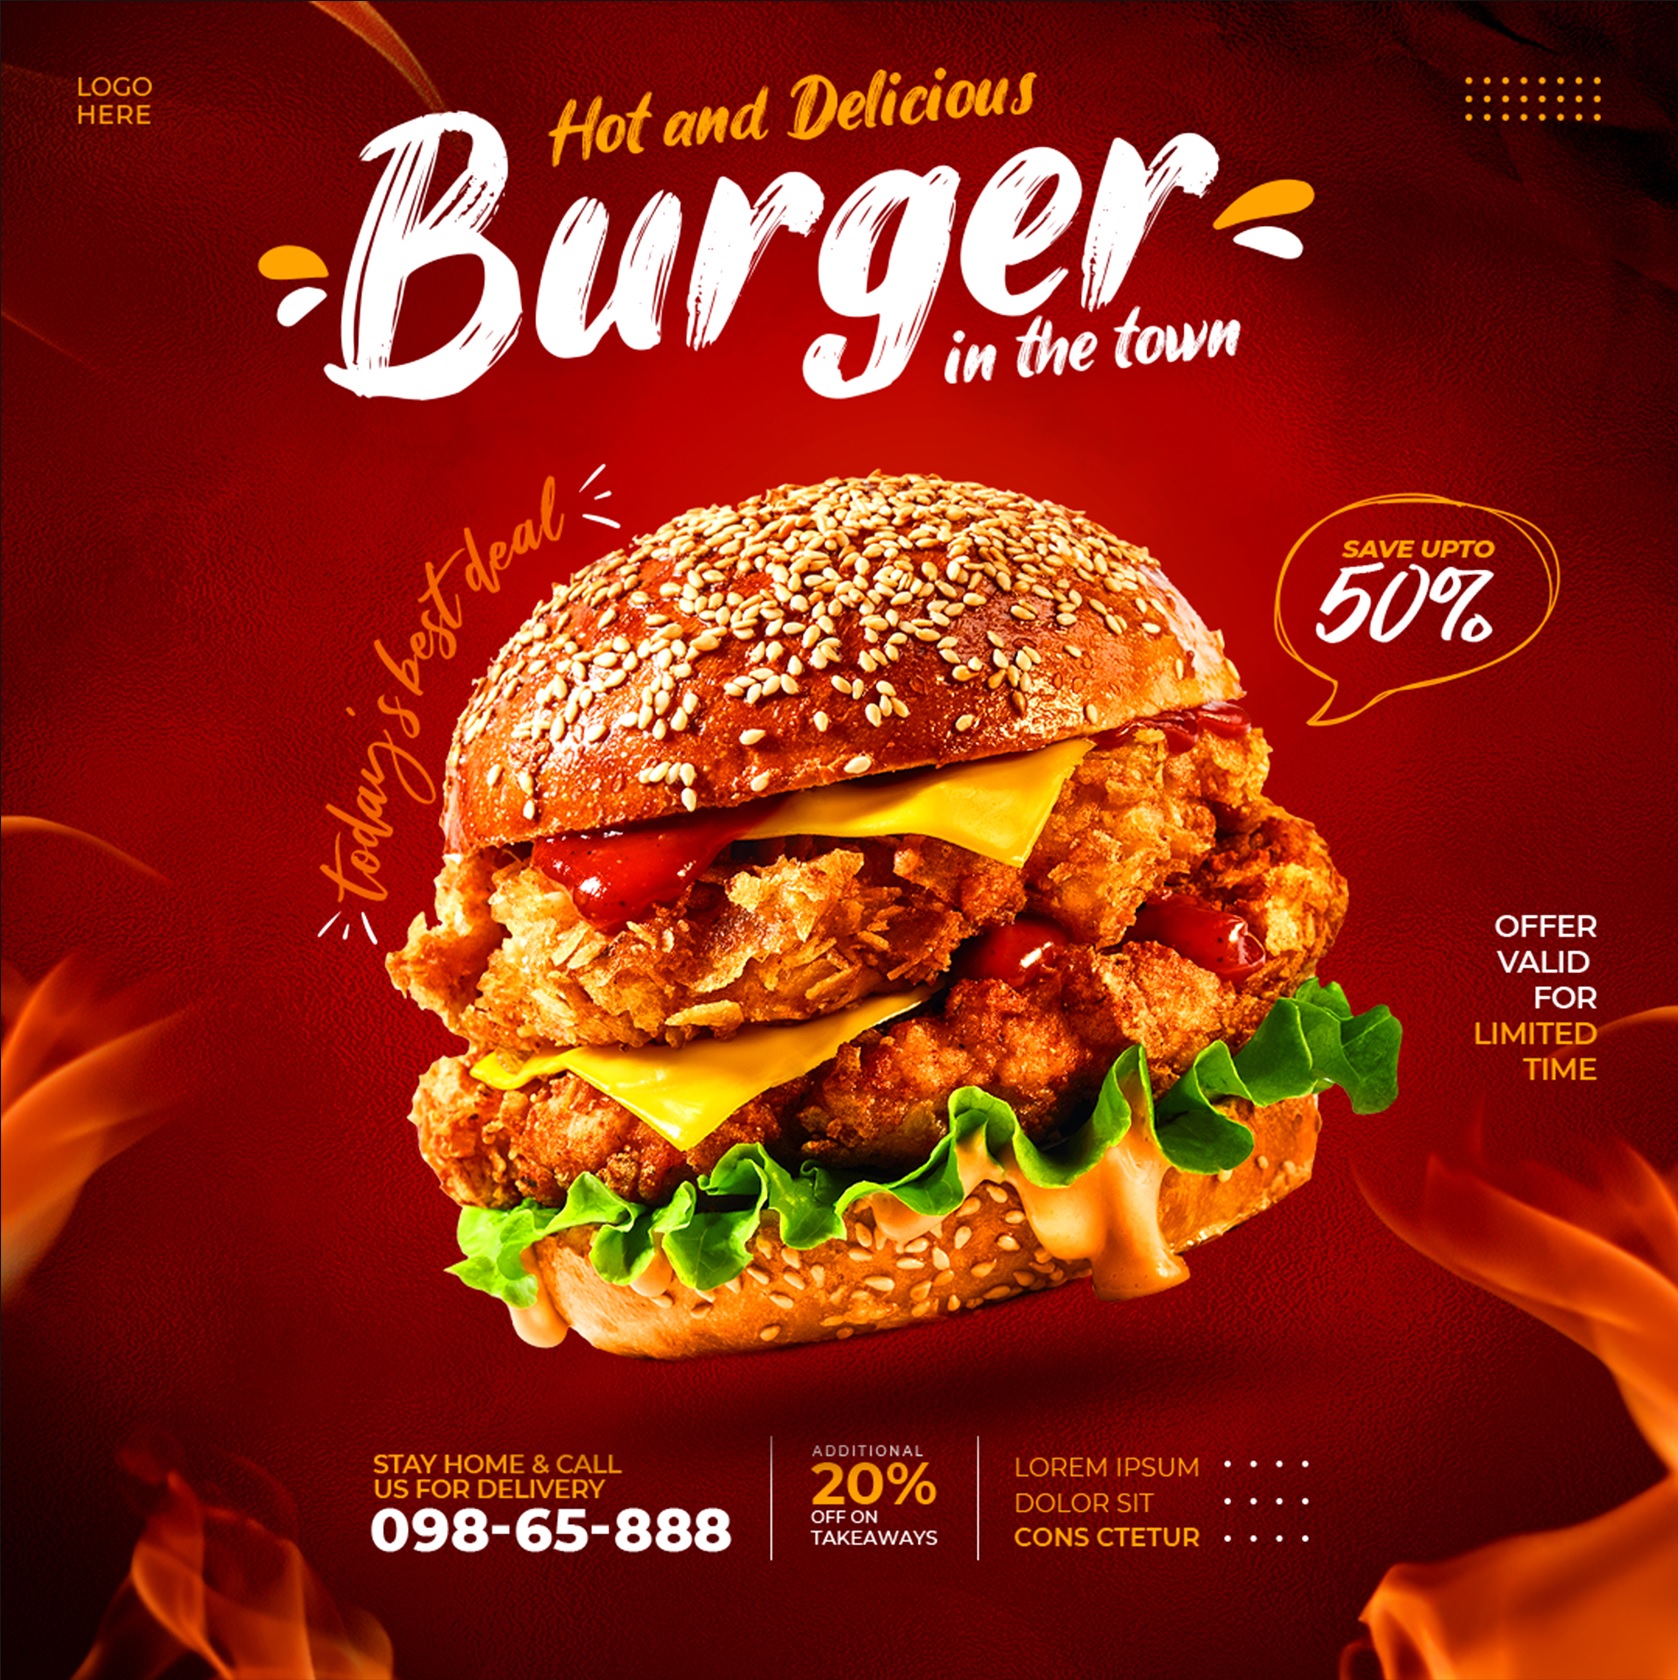 LOGO
HERE
Hot and Delicious
Burger
in the town
today's best deal
SAVE UPTO
50%
OFFER
VALID
FOR
LIMITED
TIME
STAY HOME & CALL
US FOR DELIVERY
098-65-888
ADDITIONAL
20%
OFF ON
TAKEAWAYS
LOREM IPSUM
DOLOR SIT
CONS CTETUR